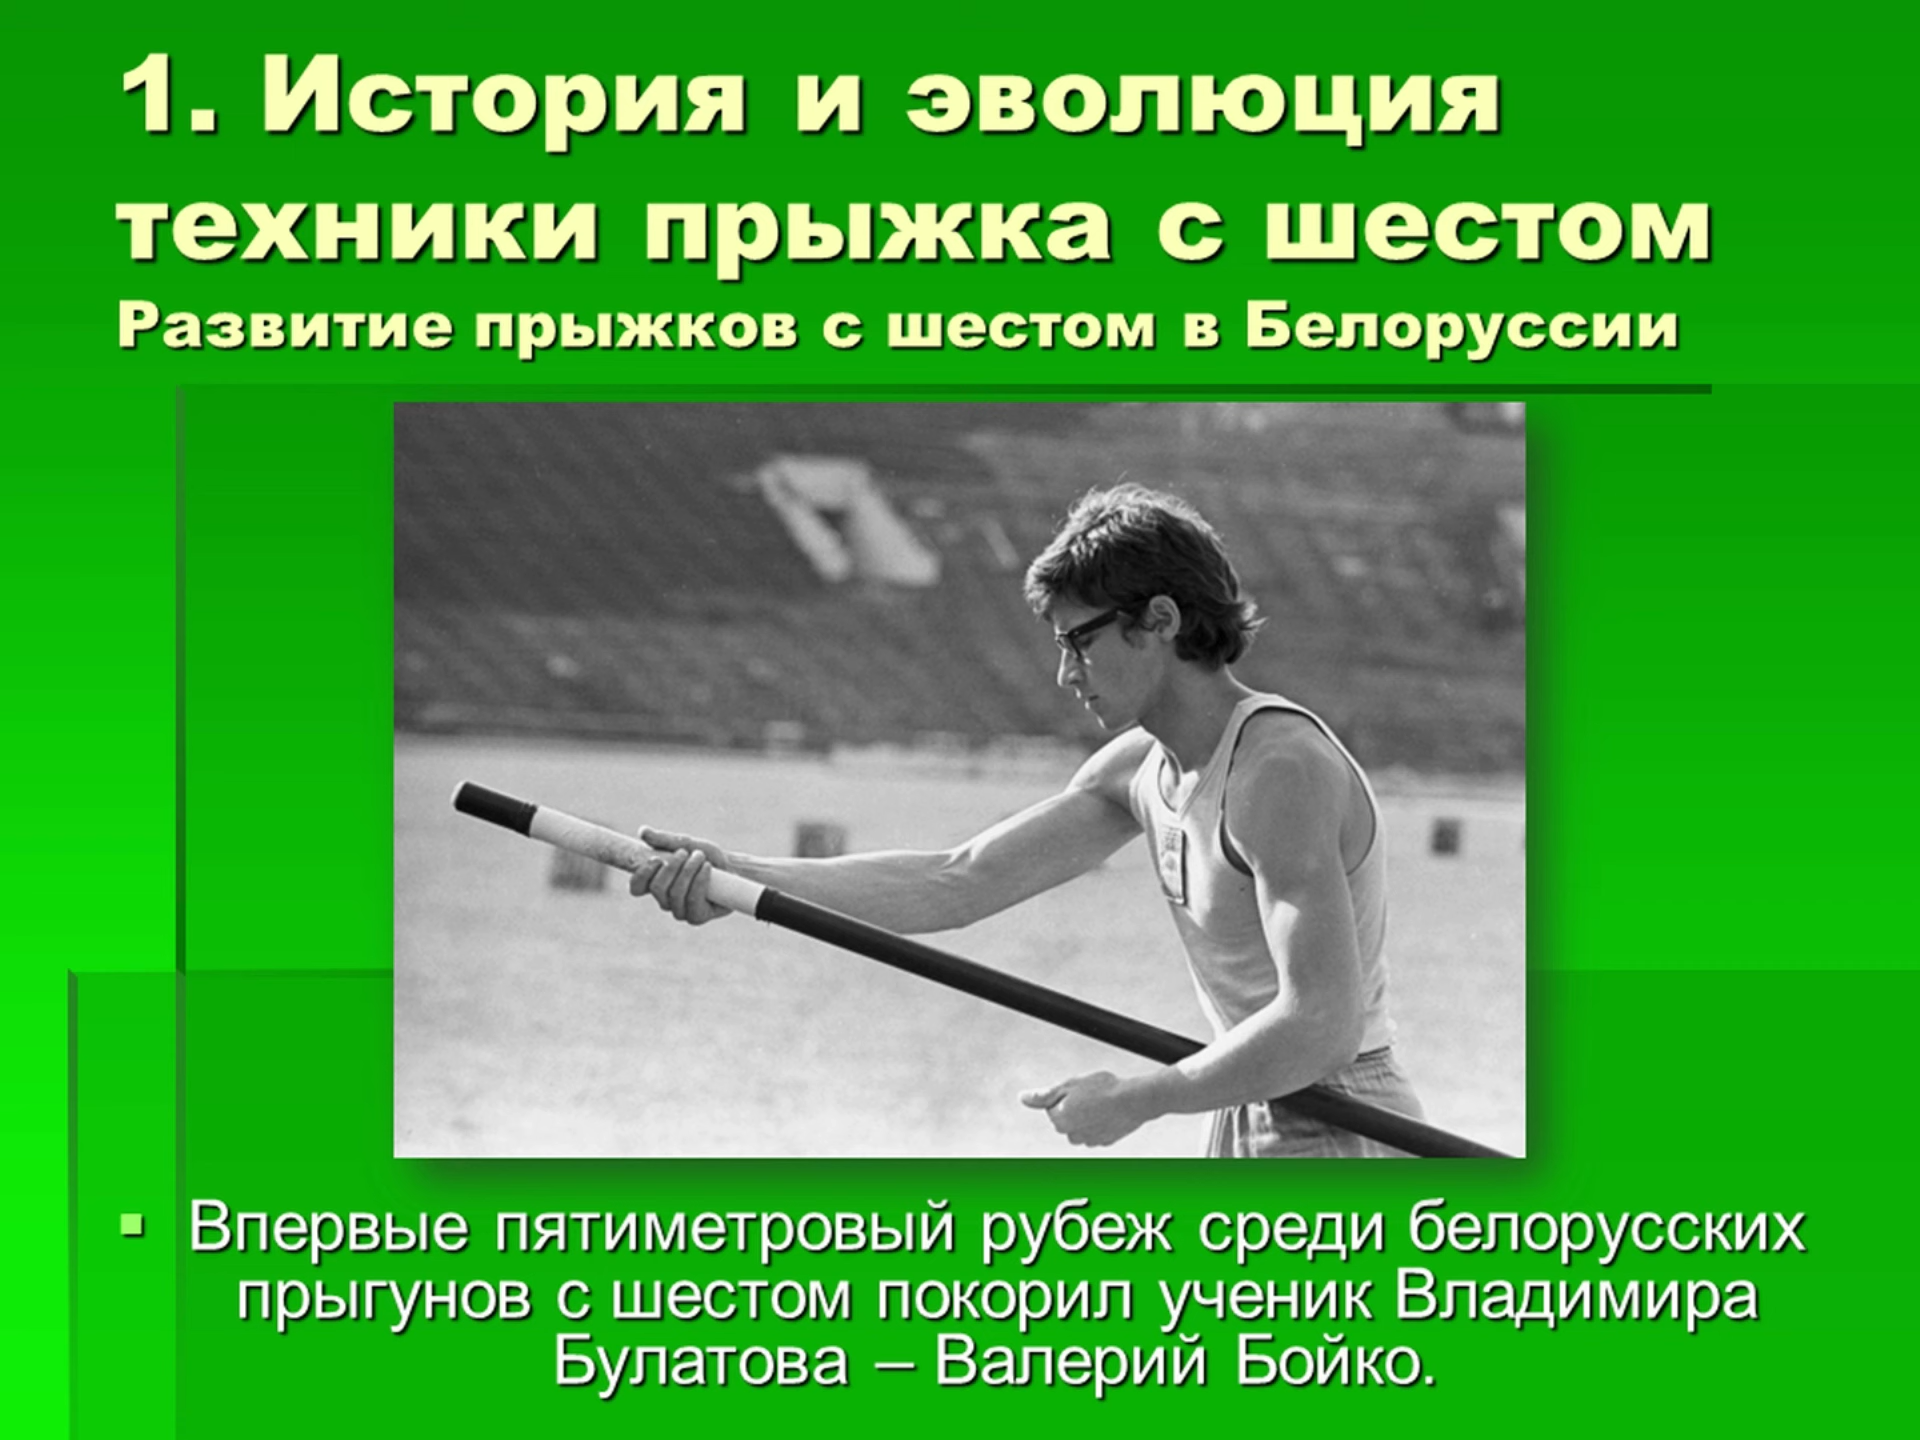 1. История и эволюция
техники прыжка с шестом
Развитие прыжков с шестом в Белоруссии
Впервые пятиметровый рубеж среди белорусских
прыгунов с шестом покорил ученик Владимира
Булатова – Валерий Бойко.